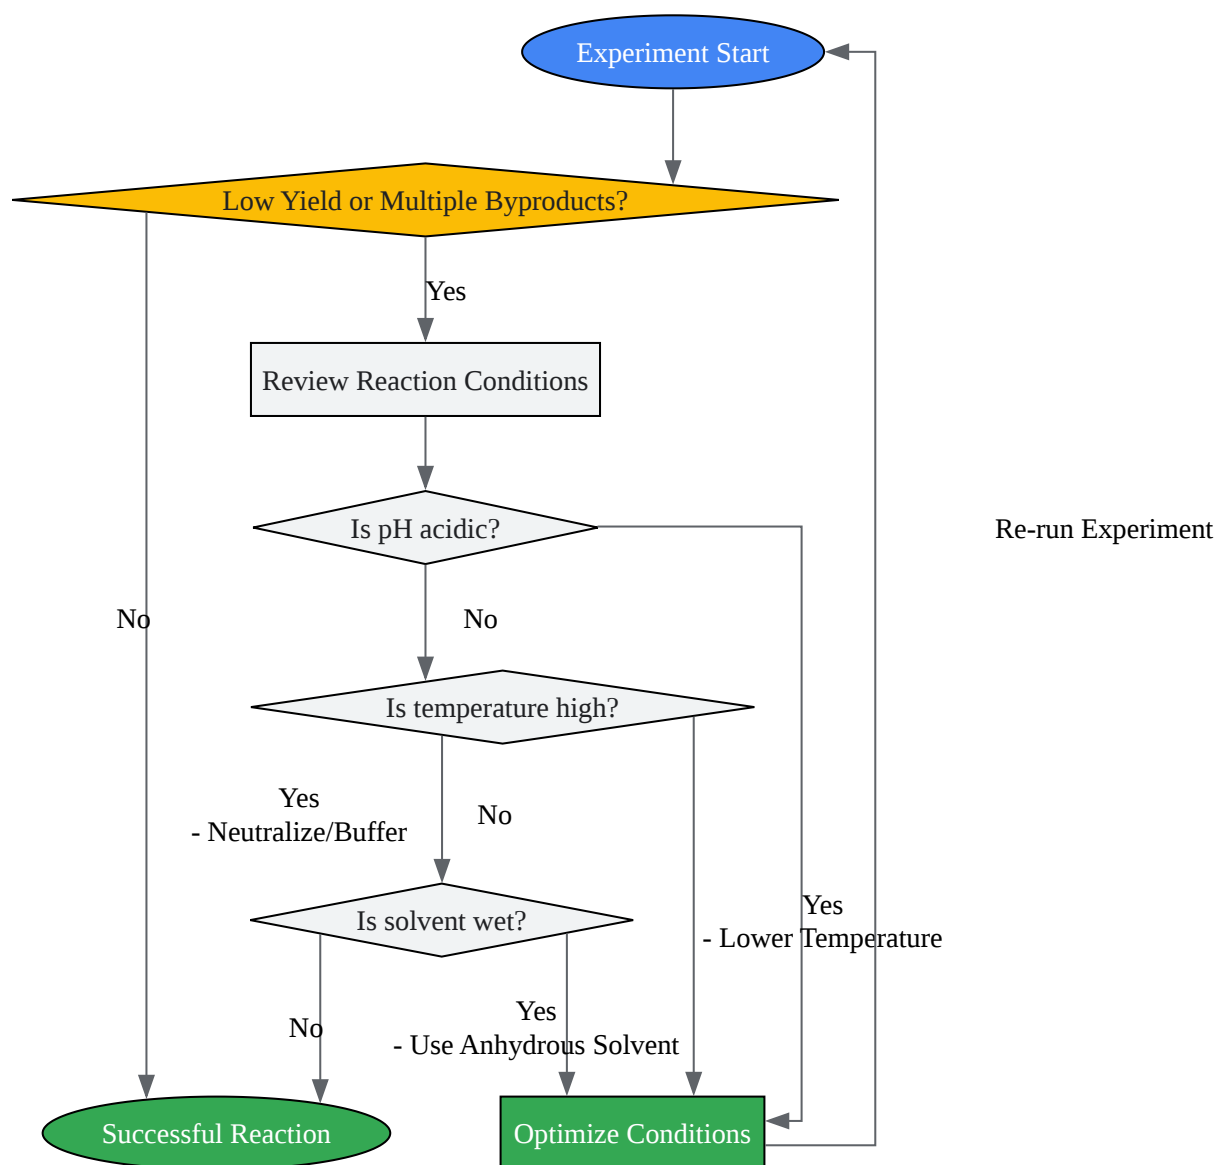 Experiment Start
Low Yield or Multiple Byproducts?
Yes
Review Reaction Conditions
Is pH acidic?
Re-run Experiment
No
No
Is temperature high?
Yes
- Neutralize/Buffer
No
Yes
- Lower Temperature
Is solvent wet?
No
Yes
- Use Anhydrous Solvent
Successful Reaction
Optimize Conditions